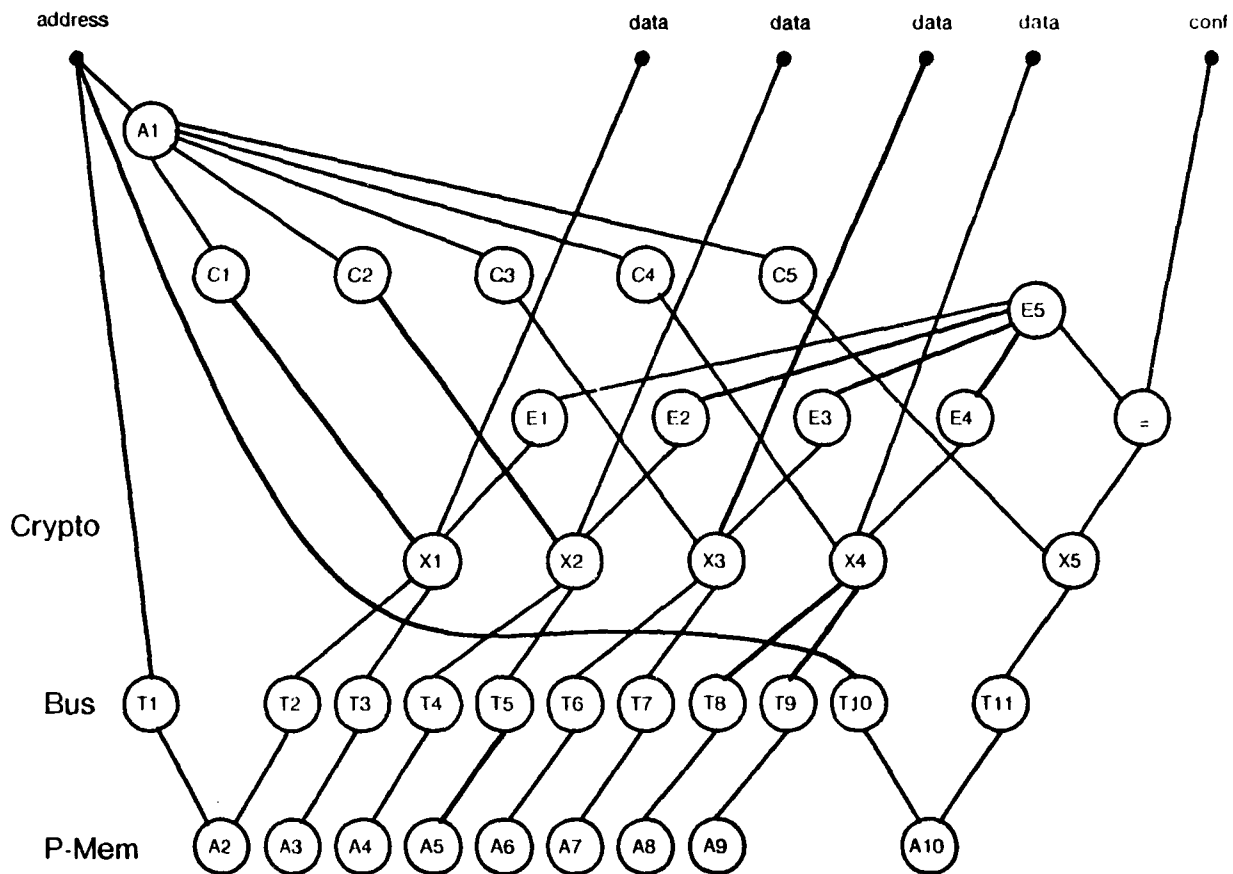 address data data data data conf
A1
C1 C2 C3 C4 C5
E5
E1 E2 E3 E4 =
Crypto
X1 X2 X3 X4 X5
Bus T1 T2 T3 T4 T5 T6 T7 T8 T9 T10 T11
P-Mem A2 A3 A4 A5 A6 A7 A8 A9 A10